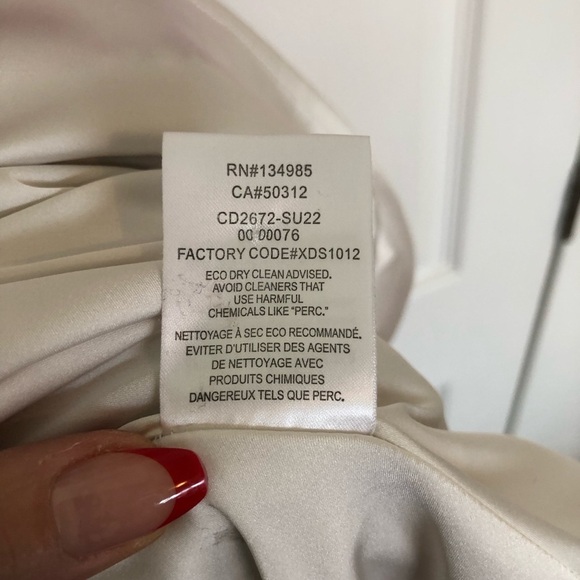 RN#134985
CA#50312
CD2672-SU22
00 00076
FACTORY CODE#XDS1012
ECO DRY CLEAN ADVISED.
AVOID CLEANERS THAT
USE HARMFUL
CHEMICALS LIKE "PERC."
NETTOYAGE À SEC ECO RECOMMANDÉ.
EVITER D'UTILISER DES AGENTS
DE NETTOYAGE AVEC
PRODUITS CHIMIQUES
DANGEREUX TELS QUE PERC.